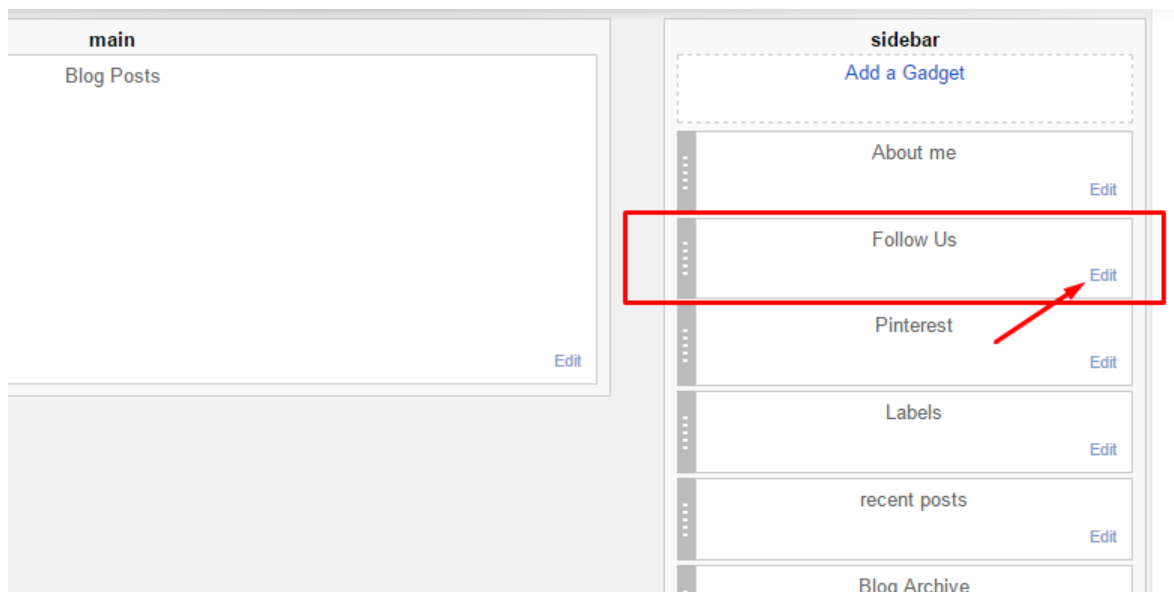 main
Blog Posts
Edit
sidebar
Add a Gadget
About me
Edit
Follow Us
Edit
Pinterest
Edit
Labels
Edit
recent posts
Edit
Blog Archive